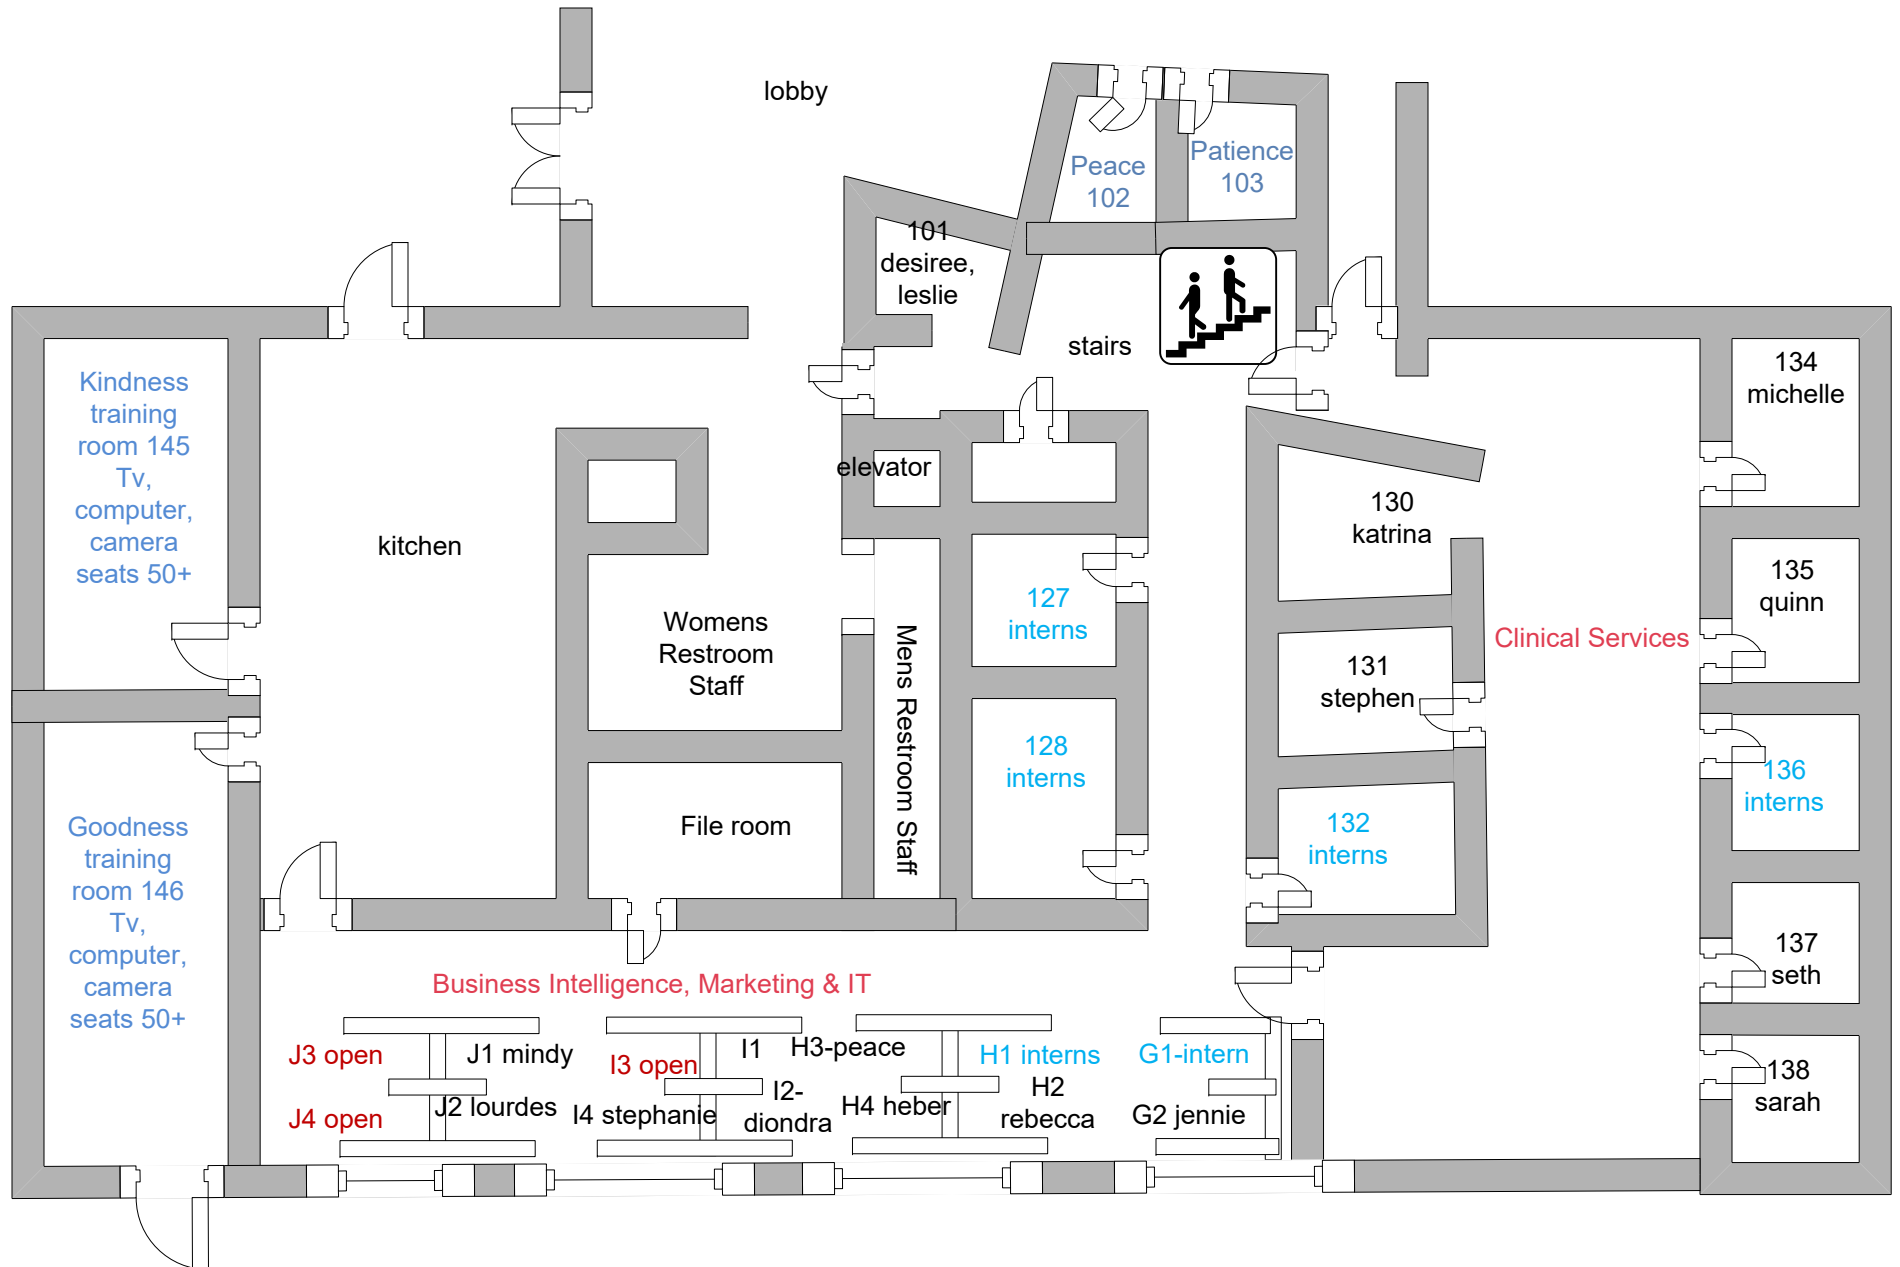 lobby
Peace
102
Patience
103
101
desiree,
leslie
stairs
Kindness
training
room 145
Tv,
computer,
camera
seats 50+
134
michelle
elevator
130
katrina
kitchen
135
quinn
127
interns
Womens
Restroom
Staff
Mens Restroom Staff
Clinical Services
131
stephen
128
interns
136
interns
Goodness
training
room 146
Tv,
computer,
camera
seats 50+
File room
132
interns
137
seth
Business Intelligence, Marketing & IT
J3 open
J1 mindy
I3 open
I1
H3-peace
H1 interns
G1-intern
J4 open
J2 lourdes
I4 stephanie
I2-
diondra
H4 heber
H2
rebecca
G2 jennie
138
sarah